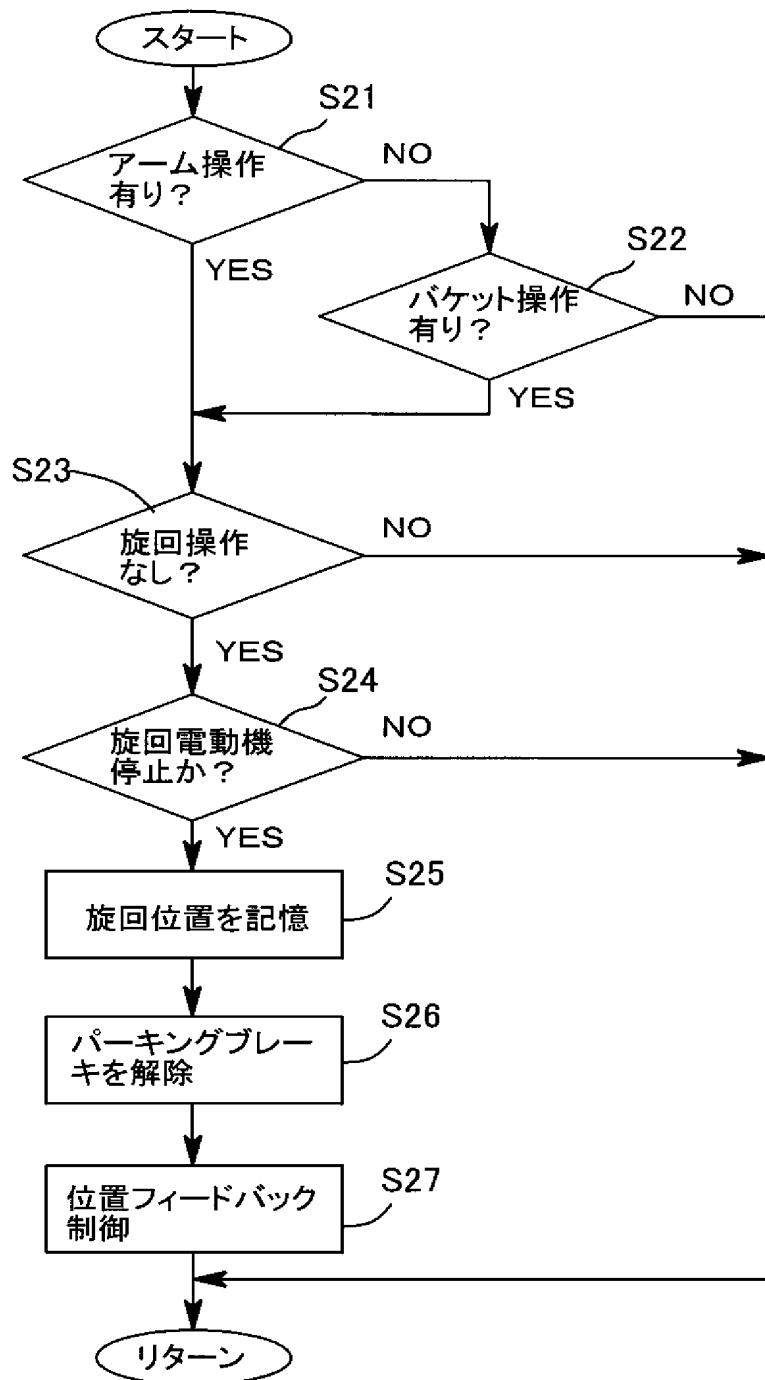 スタート
S21
アーム操作
有り？
NO
YES
S22
バケット操作
有り？
NO
YES
S23
旋回操作
なし？
NO
YES
S24
旋回電動機
停止か？
NO
YES
S25
旋回位置を記憶
S26
パーキングブレー
キを解除
S27
位置フィードバック
制御
リターン